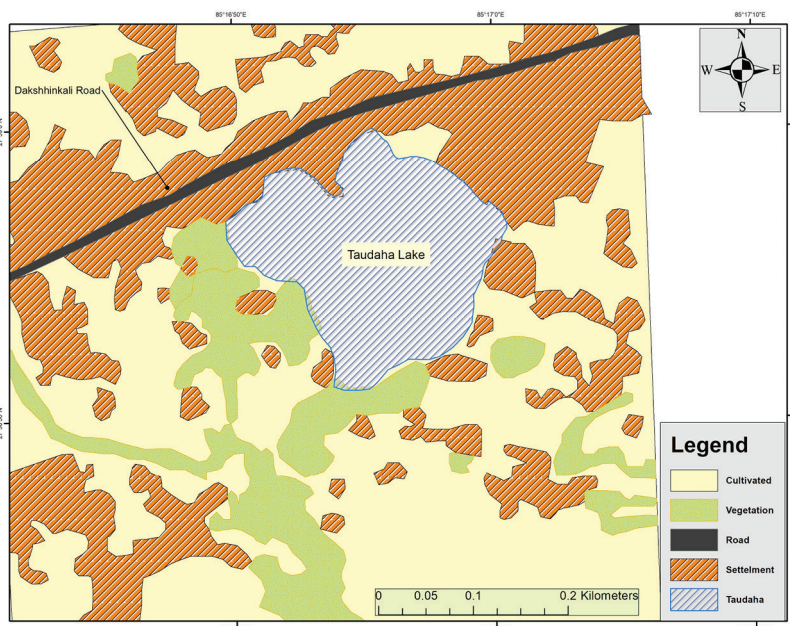 85°16'50"E
85°17'0"E
85°17'10"E
N
W E
S
Dakshhinkali Road
Taudaha Lake
Legend
Cultivated
Vegetation
Road
Settelment
Taudaha
0 0.05 0.1 0.2 Kilometers